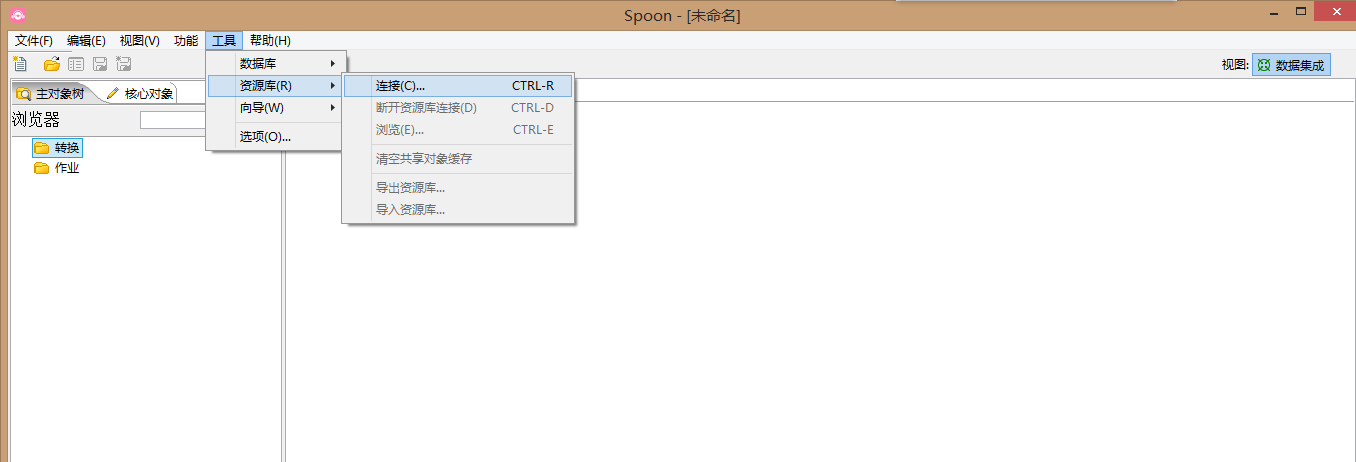 Spoon - [未命名]
文件(F) 编辑(E) 视图(V) 功能 工具 帮助(H)
视图: 数据集成
主对象树 核心对象
浏览器
转换
作业
数据库
资源库(R)
向导(W)
选项(O)...
连接(C)... CTRL-R
断开资源库连接(D) CTRL-D
浏览(E)... CTRL-E
清空共享对象缓存
导出资源库...
导入资源库...